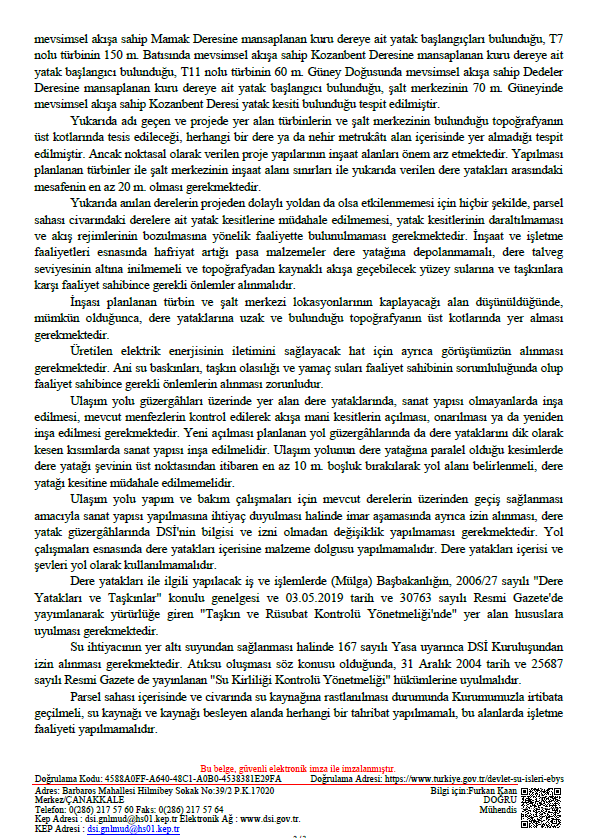 mevsimsel akışa sahip Mamak Deresine mansaplanan kuru dereye ait yatak başlangıçları bulunduğu, T7
nolu türbinin 150 m. Batısında mevsimsel akışa sahip Kozanbent Deresine mansaplanan kuru dereye ait
yatak başlangıcı bulunduğu, T11 nolu türbinin 60 m. Güney Doğusunda mevsimsel akışa sahip Dedeler
Deresine mansaplanan kuru dereye ait yatak başlangıcı bulunduğu, şalt merkezinin 70 m. Güneyinde
mevsimsel akışa sahip Kozanbent Deresi yatak kesiti bulunduğu tespit edilmiştir.
Yukarıda adı geçen ve projede yer alan türbinlerin ve şalt merkezinin bulunduğu topoğrafyanın
üst kotlarında tesis edileceği, herhangi bir dere ya da nehir metrukâtı alan içerisinde yer almadığı tespit
edilmiştir. Ancak noktasal olarak verilen proje yapılarının inşaat alanları önem arz etmektedir. Yapılması
planlanan türbinler ile şalt merkezinin inşaat alanı sınırları ile yukarıda verilen dere yatakları arasındaki
mesafenin en az 20 m. olması gerekmektedir.
Yukarıda anılan derelerin projeden dolaylı yoldan da olsa etkilenmemesi için hiçbir şekilde, parsel
sahası civarındaki derelere ait yatak kesitlerine müdahale edilmemesi, yatak kesitlerinin daraltılmaması
ve akış rejimlerinin bozulmasına yönelik faaliyette bulunulmaması gerekmektedir. İnşaat ve işletme
faaliyetleri esnasında hafriyat artığı pasa malzemeler dere yatağına depolanmamalı, dere talveg
seviyesinin altına inilmemeli ve topoğrafyadan kaynaklı akışa geçebilecek yüzey sularına ve taşkınlara
karşı faaliyet sahibince gerekli önlemler alınmalıdır.
İnşası planlanan türbin ve şalt merkezi lokasyonlarının kaplayacağı alan düşünüldüğünde,
mümkün olduğunca, dere yataklarına uzak ve bulunduğu topoğrafyanın üst kotlarında yer alması
gerekmektedir.
Üretilen elektrik enerjisinin iletimini sağlayacak hat için ayrıca görüşümüzün alınması
gerekmektedir. Ani su baskınları, taşkın olasılığı ve yamaç suları faaliyet sahibinin sorumluluğunda olup
faaliyet sahibince gerekli önlemlerin alınması zorunludur.
Ulaşım yolu güzergâhları üzerinde yer alan dere yataklarında, sanat yapısı olmayanlarda inşa
edilmesi, mevcut menfezlerin kontrol edilerek akışa mani kesitlerin açılması, onarılması ya da yeniden
inşa edilmesi gerekmektedir. Yeni açılması planlanan yol güzergâhlarında da dere yataklarını dik olarak
kesen kısımlarda sanat yapısı inşa edilmelidir. Ulaşım yolunun dere yatağına paralel olduğu kesimlerde
dere yatağı şevinin üst noktasından itibaren en az 10 m. boşluk bırakılarak yol alanı belirlenmeli, dere
yatağı kesitine müdahale edilmemelidir.
Ulaşım yolu yapım ve bakım çalışmaları için mevcut derelerin üzerinden geçiş sağlanması
amacıyla sanat yapısı yapılmasına ihtiyaç duyulması halinde imar aşamasında ayrıca izin alınması, dere
yatak güzergâhlarında DSİ'nin bilgisi ve izni olmadan değişiklik yapılmaması gerekmektedir. Yol
çalışmaları esnasında dere yatakları içerisine malzeme dolgusu yapılmamalıdır. Dere yatakları içerisi ve
şevleri yol olarak kullanılmamalıdır.
Dere yatakları ile ilgili yapılacak iş ve işlemlerde (Mülga) Başbakanlığın, 2006/27 sayılı "Dere
Yatakları ve Taşkınlar" konulu genelgesi ve 03.05.2019 tarih ve 30763 sayılı Resmi Gazete'de
yayımlanarak yürürlüğe giren "Taşkın ve Rüsubat Kontrolü Yönetmeliği'nde" yer alan hususlara
uyulması gerekmektedir.
Su ihtiyacının yer altı suyundan sağlanması halinde 167 sayılı Yasa uyarınca DSİ Kuruluşundan
izin alınması gerekmektedir. Atıksu oluşması söz konusu olduğunda, 31 Aralık 2004 tarih ve 25687
sayılı Resmi Gazete de yayınlanan "Su Kirliliği Kontrolü Yönetmeliği" hükümlerine uyulmalıdır.
Parsel sahası içerisinde ve civarında su kaynağına rastlanılması durumunda Kurumumuzla irtibata
geçilmeli, su kaynağı ve kaynağı besleyen alanda herhangi bir tahribat yapılmamalı, bu alanlarda işletme
faaliyeti yapılmamalıdır.
Bu belge, güvenli elektronik imza ile imzalanmıştır.
Doğrulama Kodu: 4588A0FF-A640-48C1-A0B0-4538381E29FA Doğrulama Adresi: https://www.turkiye.gov.tr/devlet-su-isleri-ebys
Adres: Barbaros Mahallesi Hilmibey Sokak No:39/2 P.K.17020 Bilgi için:Furkan Kaan
Merkez/ÇANAKKALE DOĞRU
Telefon: 0(286) 217 57 60 Faks: 0(286) 217 57 64 Mühendis
Kep Adresi : dsi.gnlmud@hs01.kep.tr Elektronik Ağ : www.dsi.gov.tr.
KEP Adresi : dsi.gnlmud@hs01.kep.tr